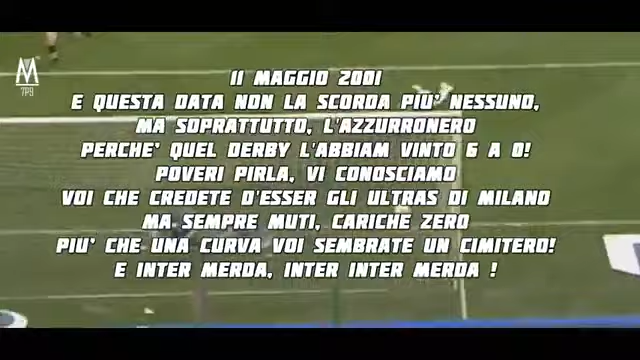 M
7P9
11 MAGGIO 2001
E QUESTA DATA NON LA SCORDA PIU' NESSUNO,
MA SOPRATTUTTO, L'AZZURRONERO
PERCHE' QUEL DERBY L'ABBIAM VINTO 6 A 0!
POVERI PIRLA, VI CONOSCIAMO
VOI CHE CREDETE D'ESSER GLI ULTRAS DI MILANO
MA SEMPRE MUTI, CARICHE ZERO
PIU' CHE UNA CURVA VOI SEMBRATE UN CIMITERO!
E INTER MERDA, INTER INTER MERDA !